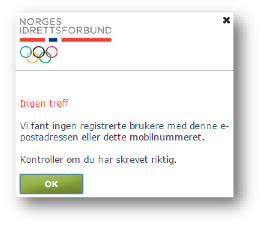 NORGES
IDRETTSFORBUND
Ingen treff
Vi fant ingen registrerte brukere med denne e-
postadressen eller dette mobilnummeret.
Kontroller om du har skrevet riktig.
OK